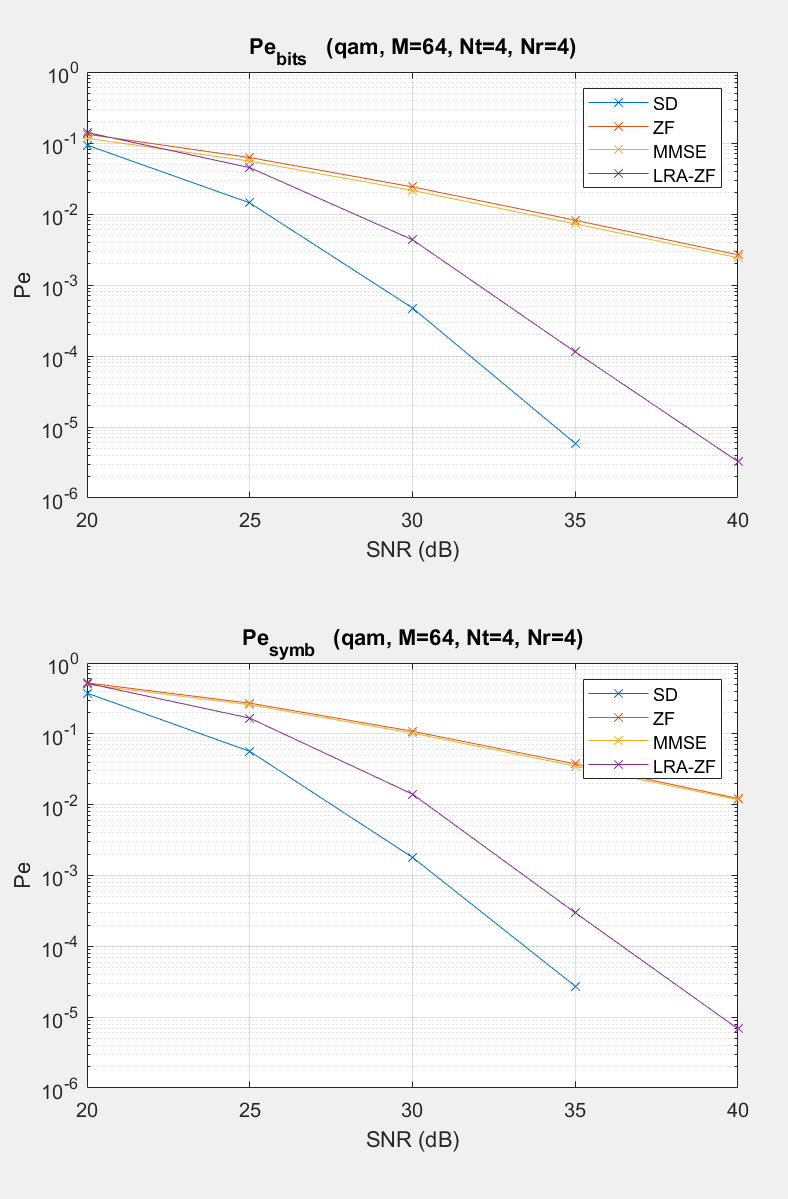 Pe_bits (qam, M=64, Nt=4, Nr=4)
10^0
10^-1
10^-2
10^-3
10^-4
10^-5
10^-6
Pe
SD
ZF
MMSE
LRA-ZF
20 25 30 35 40
SNR (dB)
Pe_symb (qam, M=64, Nt=4, Nr=4)
10^0
10^-1
10^-2
10^-3
10^-4
10^-5
10^-6
Pe
SD
ZF
MMSE
LRA-ZF
20 25 30 35 40
SNR (dB)